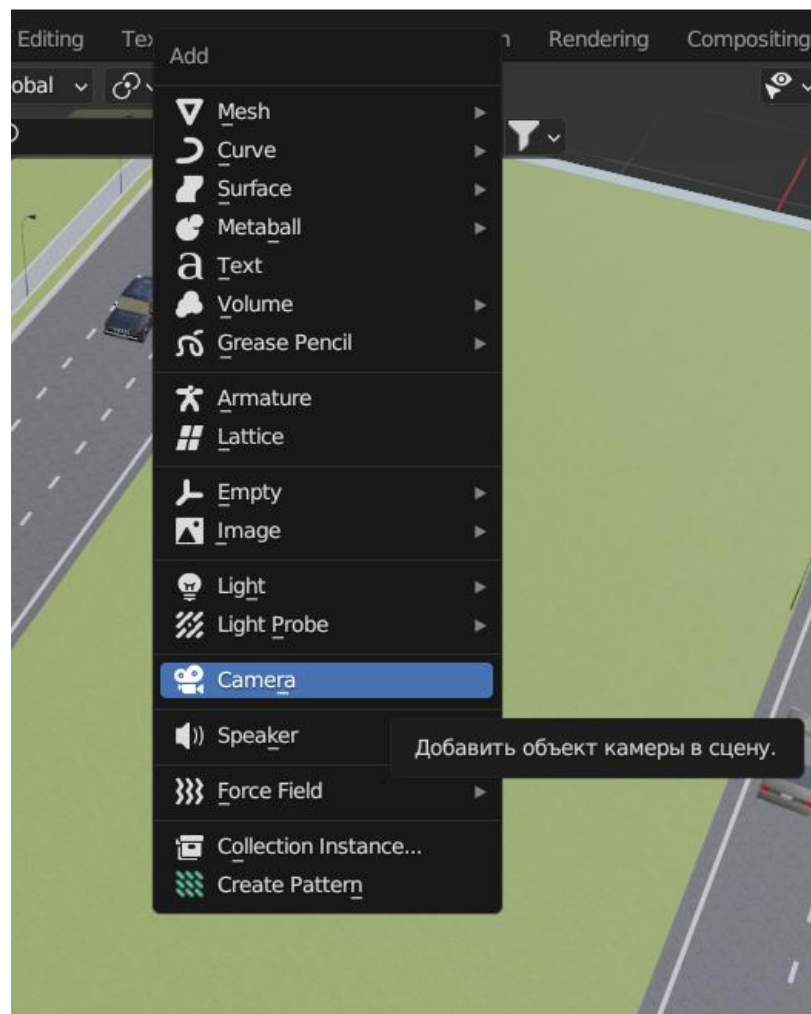 Editing
Rendering
Compositing
Add
Mesh
Curve
Surface
Metaball
Text
Volume
Grease Pencil
Armature
Lattice
Empty
Image
Light
Light Probe
Camera
Speaker
Добавить объект камеры в сцену.
Force Field
Collection Instance...
Create Pattern